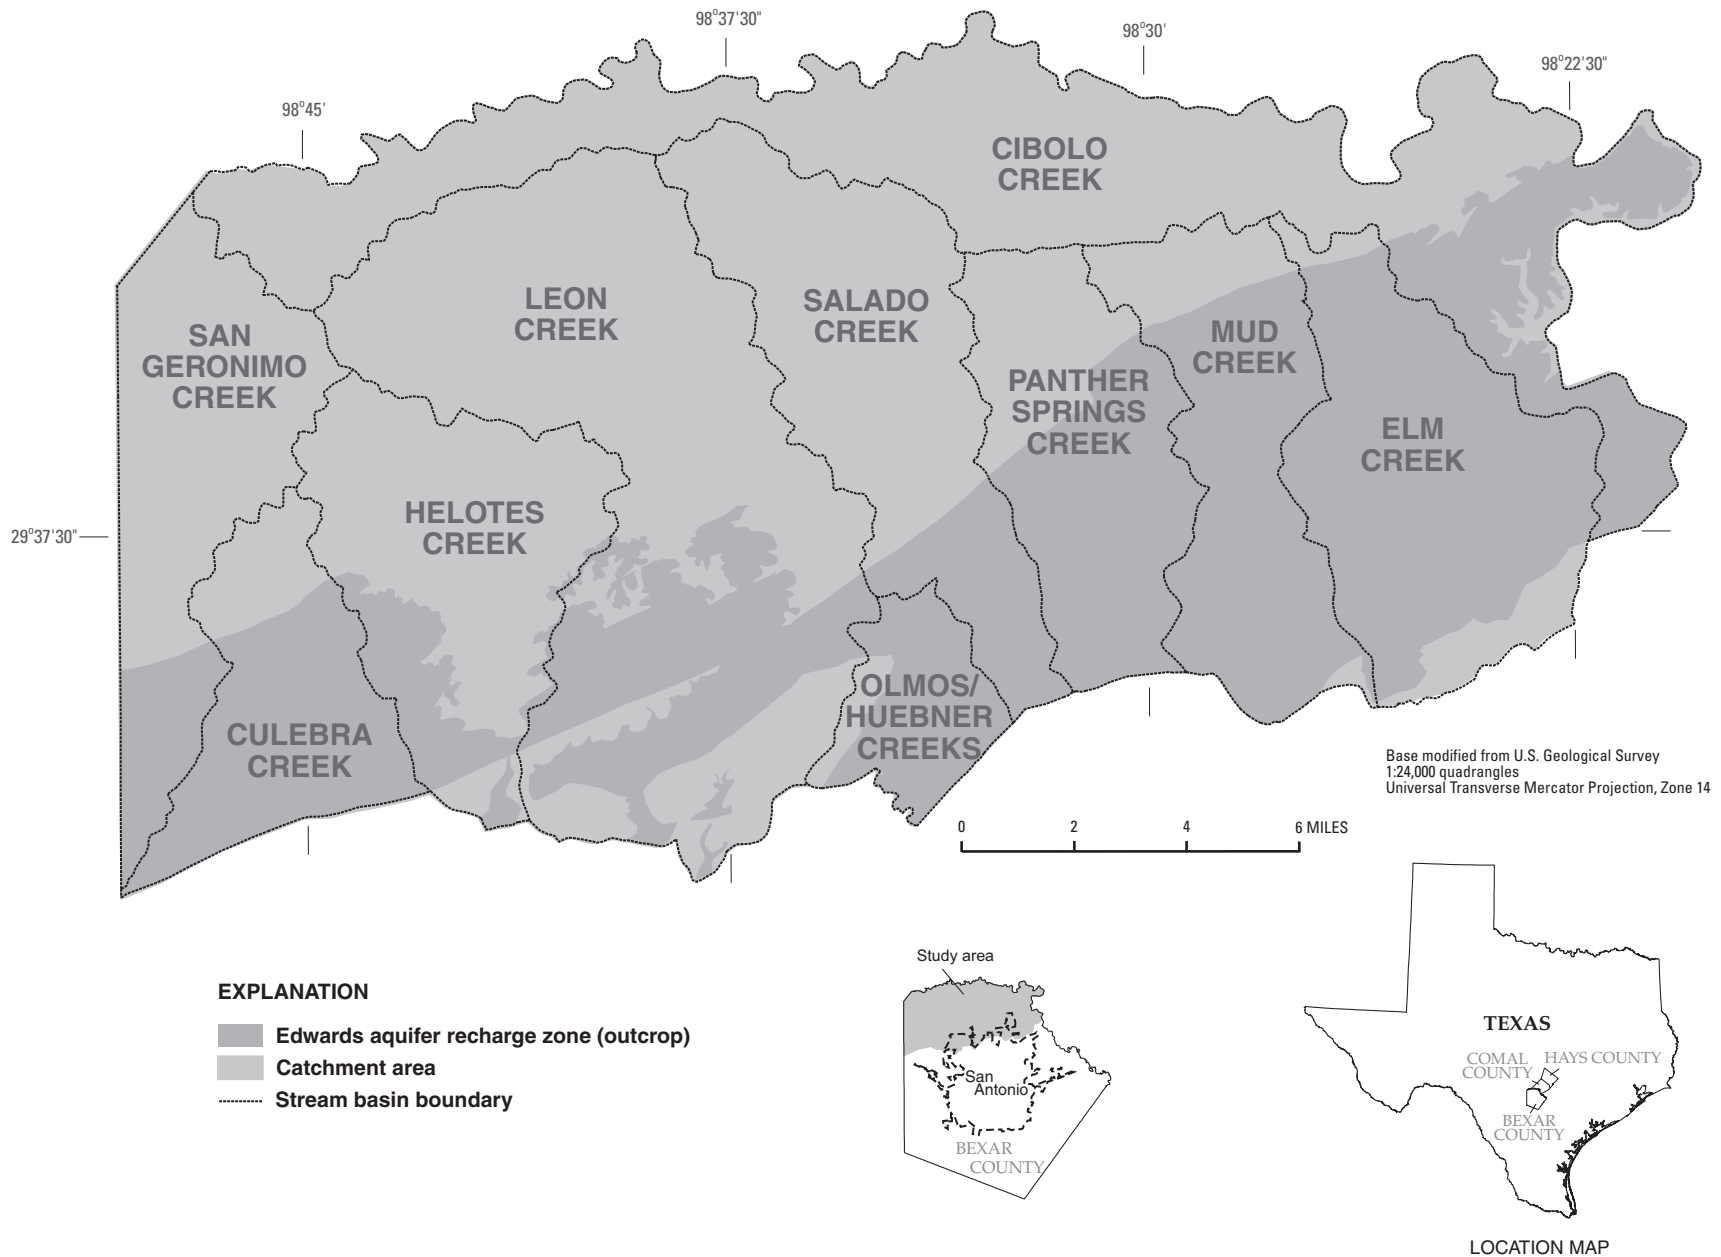 98°37'30"
98°30'
98°22'30"
98°45'
CIBOLO
CREEK
LEON
CREEK
SALADO
CREEK
SAN
GERONIMO
CREEK
MUD
CREEK
PANTHER
SPRINGS
CREEK
ELM
CREEK
HELOTES
CREEK
29°37'30"
OLMOS/
HUEBNER
CREEKS
CULEBRA
CREEK
Base modified from U.S. Geological Survey
1:24,000 quadrangles
Universal Transverse Mercator Projection, Zone 14
0 2 4 6 MILES
EXPLANATION
Edwards aquifer recharge zone (outcrop)
Catchment area
Stream basin boundary
Study area
San
Antonio
BEXAR
COUNTY
TEXAS
COMAL
COUNTY
HAYS COUNTY
BEXAR
COUNTY
LOCATION MAP